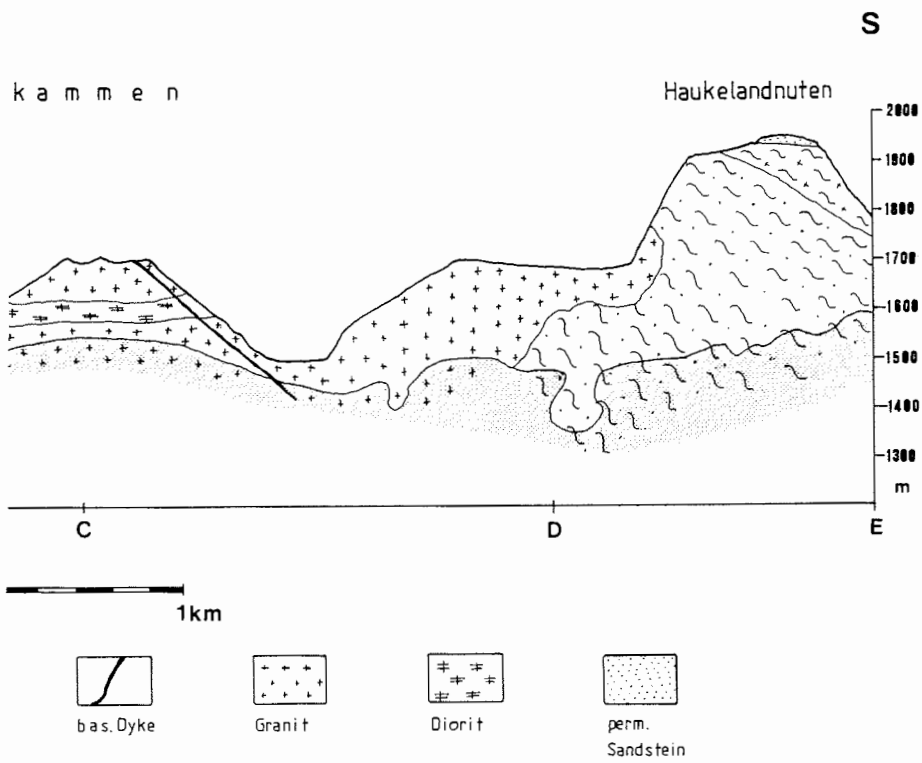 S
kammen
Haukelandnuten
2000
1900
1800
1700
1600
1500
1400
1300
m
C
D
E
1km
bas. Dyke
Granit
Diorit
perm.
Sandstein